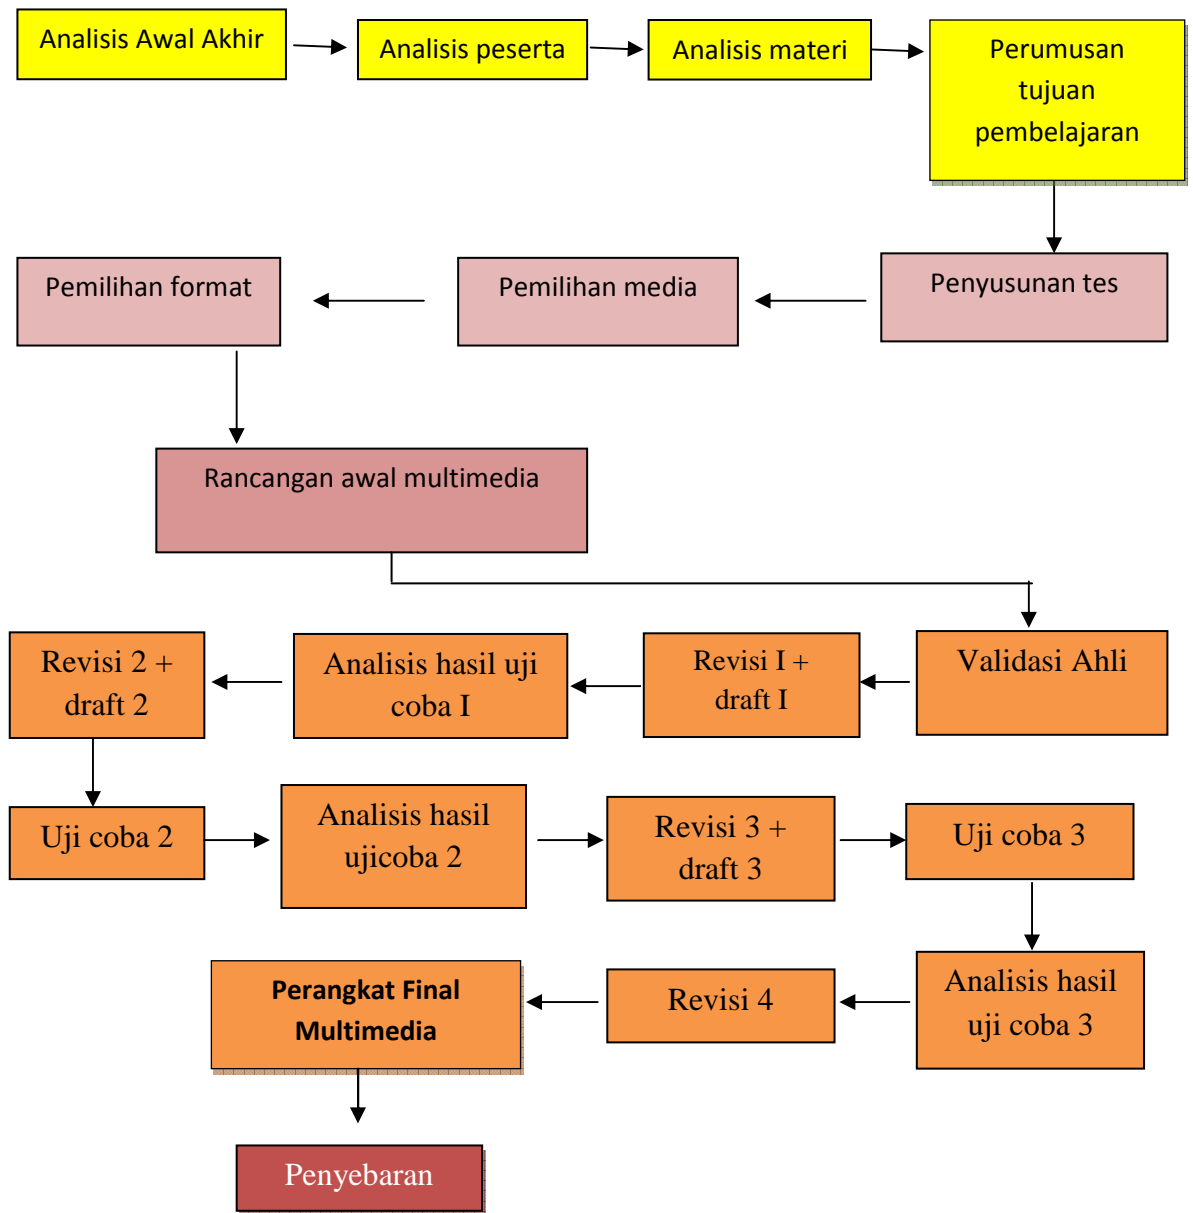 Analisis Awal Akhir
Analisis peserta
Analisis materi
Perumusan
tujuan
pembelajaran
Penyusunan tes
Pemilihan media
Pemilihan format
Rancangan awal multimedia
Validasi Ahli
Revisi I +
draft I
Analisis hasil uji
coba I
Revisi 2 +
draft 2
Uji coba 2
Analisis hasil
ujicoba 2
Revisi 3 +
draft 3
Uji coba 3
Analisis hasil
uji coba 3
Revisi 4
Perangkat Final
Multimedia
Penyebaran